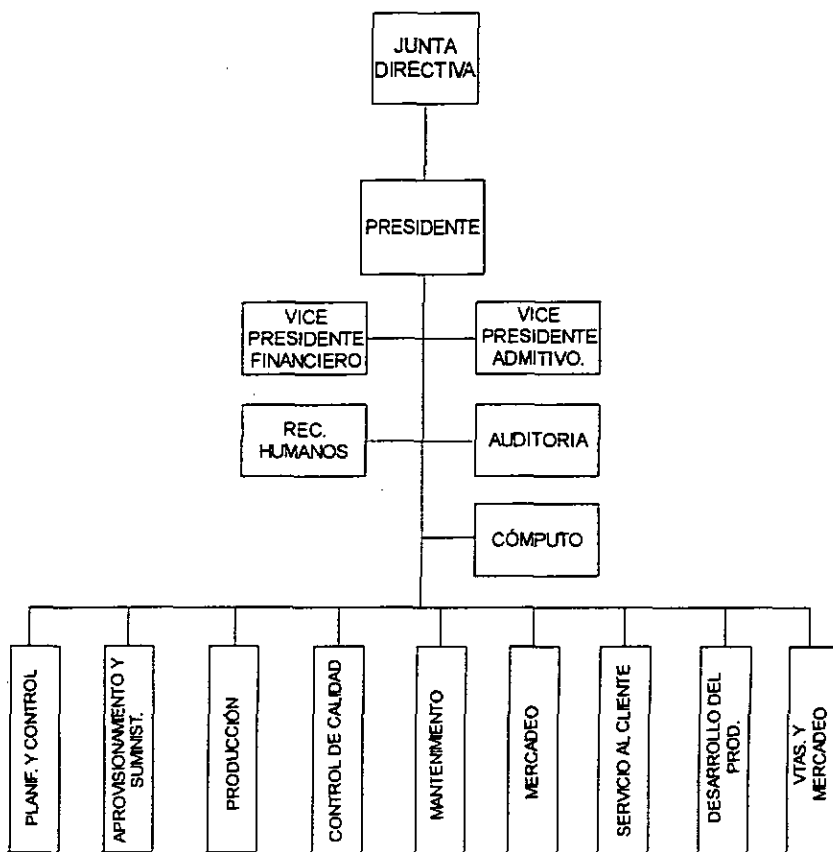 JUNTA
DIRECTIVA
PRESIDENTE
VICE
PRESIDENTE
FINANCIERO
VICE
PRESIDENTE
ADMITIVO.
REC.
HUMANOS
AUDITORIA
CÓMPUTO
PLANIF. Y CONTROL
APROVISIONAMIENTO Y
SUMINIST.
PRODUCCIÓN
CONTROL DE CALIDAD
MANTENIMIENTO
MERCADEO
SERVICIO AL CLIENTE
DESARROLLO DEL
PROD.
VTAS. Y
MERCADEO